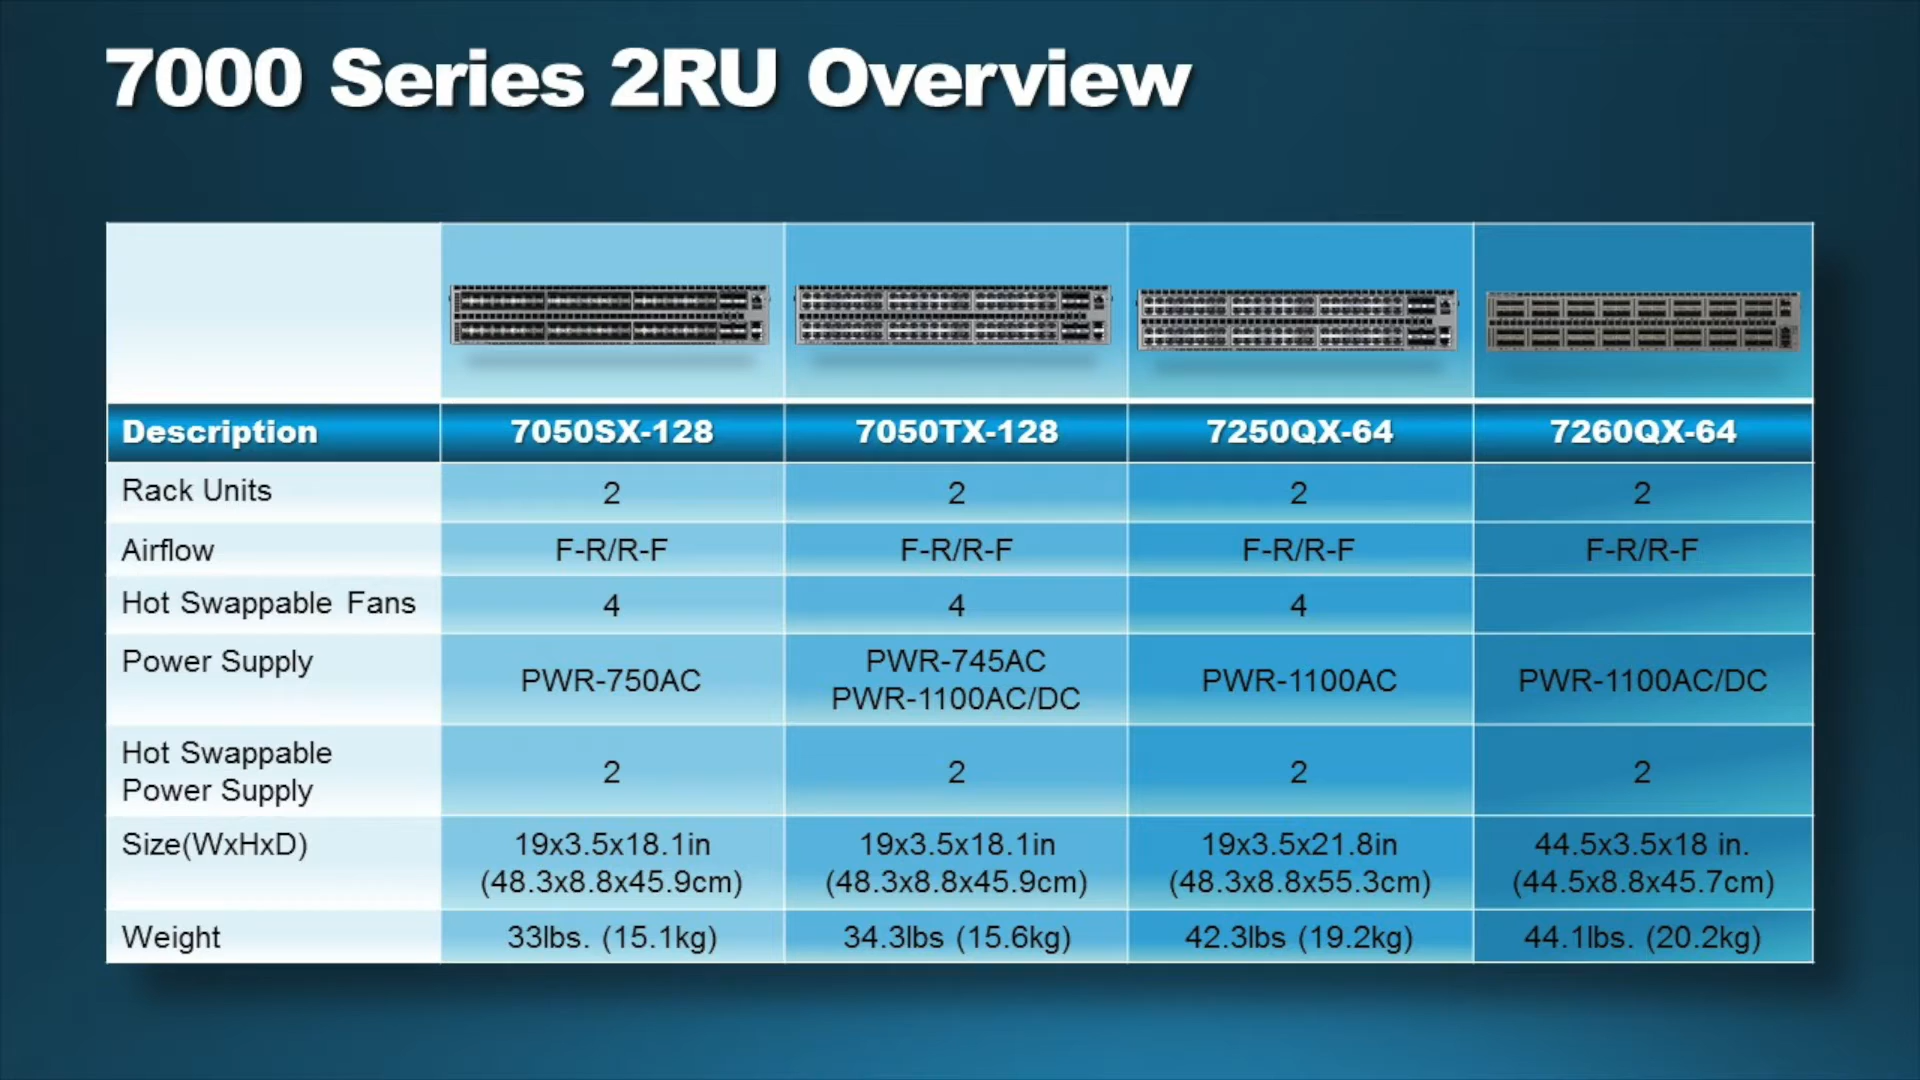 7000 Series 2RU Overview
Description 7050SX-128 7050TX-128 7250QX-64 7260QX-64
Rack Units 2 2 2 2
Airflow F-R/R-F F-R/R-F F-R/R-F F-R/R-F
Hot Swappable Fans 4 4 4
Power Supply PWR-750AC PWR-745AC PWR-1100AC PWR-1100AC/DC
PWR-1100AC/DC
Hot Swappable 2 2 2 2
Power Supply
Size(WxHxD) 19x3.5x18.1in 19x3.5x18.1in 19x3.5x21.8in 44.5x3.5x18 in.
(48.3x8.8x45.9cm) (48.3x8.8x45.9cm) (48.3x8.8x55.3cm) (44.5x8.8x45.7cm)
Weight 33lbs. (15.1kg) 34.3lbs (15.6kg) 42.3lbs (19.2kg) 44.1lbs. (20.2kg)